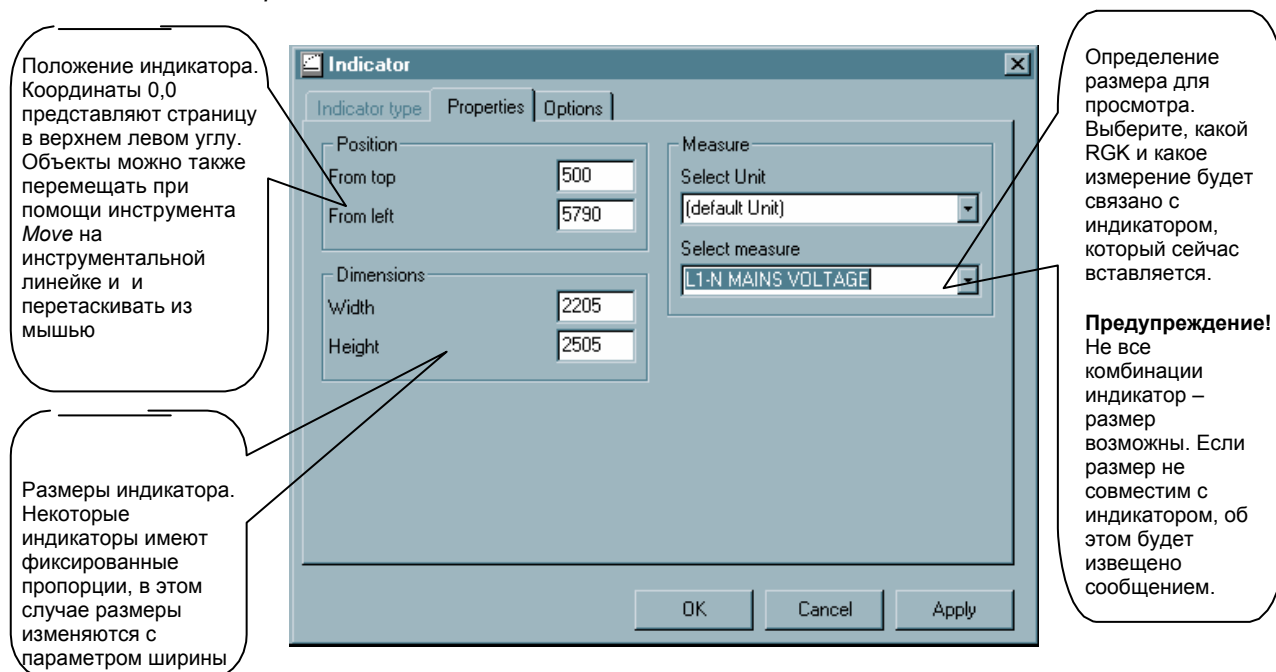 Положение индикатора.
Координаты 0,0
представляют страницу
в верхнем левом углу.
Объекты можно также
перемещать при
помощи инструмента
Move на
инструментальной
линейке и и
перетаскивать из
мышью
Размеры индикатора.
Некоторые
индикаторы имеют
фиксированные
пропорции, в этом
случае размеры
изменяются с
параметром ширины
Indicator
Indicator type Properties Options
Position
From top 500
From left 5790
Dimensions
Width 2205
Height 2505
Measure
Select Unit
(default Unit)
Select measure
L1-N MAINS VOLTAGE
OK Cancel Apply
Определение
размера для
просмотра.
Выберите, какой
RGK и какое
измерение будет
связано с
индикатором,
который сейчас
вставляется.
Предупреждение!
Не все
комбинации
индикатор –
размер
возможны. Если
размер не
совместим с
индикатором, об
этом будет
извещено
сообщением.